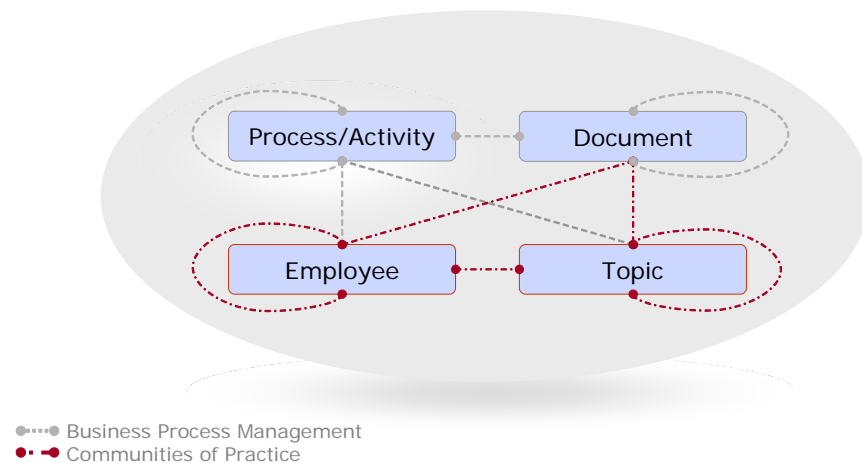 Process/Activity
Document
Employee
Topic
Business Process Management
Communities of Practice